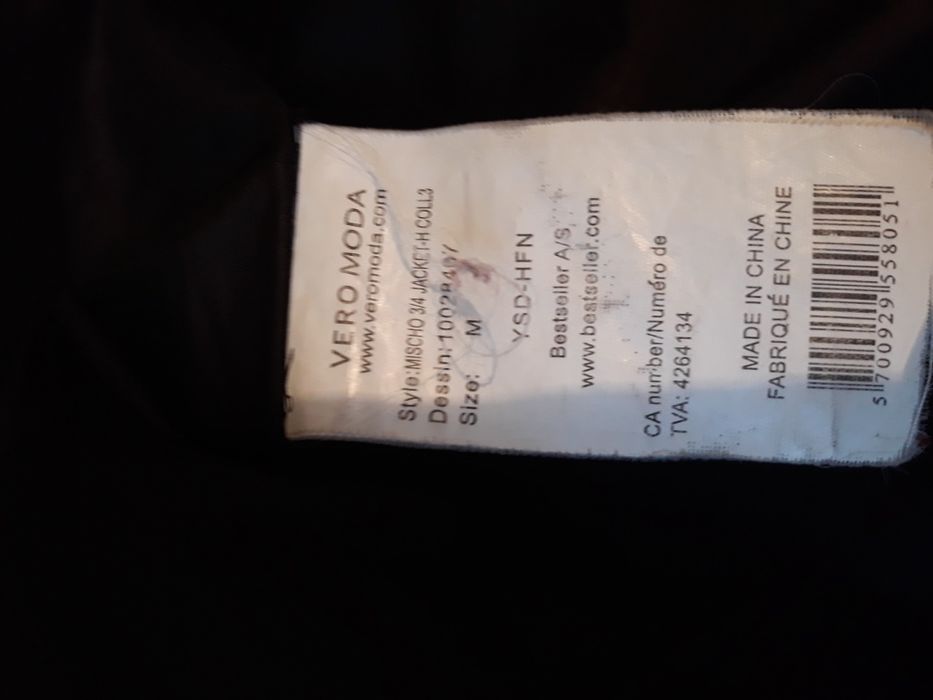 VERO MODA
www.veromoda.com
Style:MISCHO 3/4 JACKET-H COLL3
Dessin:
Size: M
YSD-HFN
Bestseller A/S
www.bestseller.com
CA number/Numéro de
TVA: 4264134
MADE IN CHINA
FABRIQUÉ EN CHINE
5 700929 558051